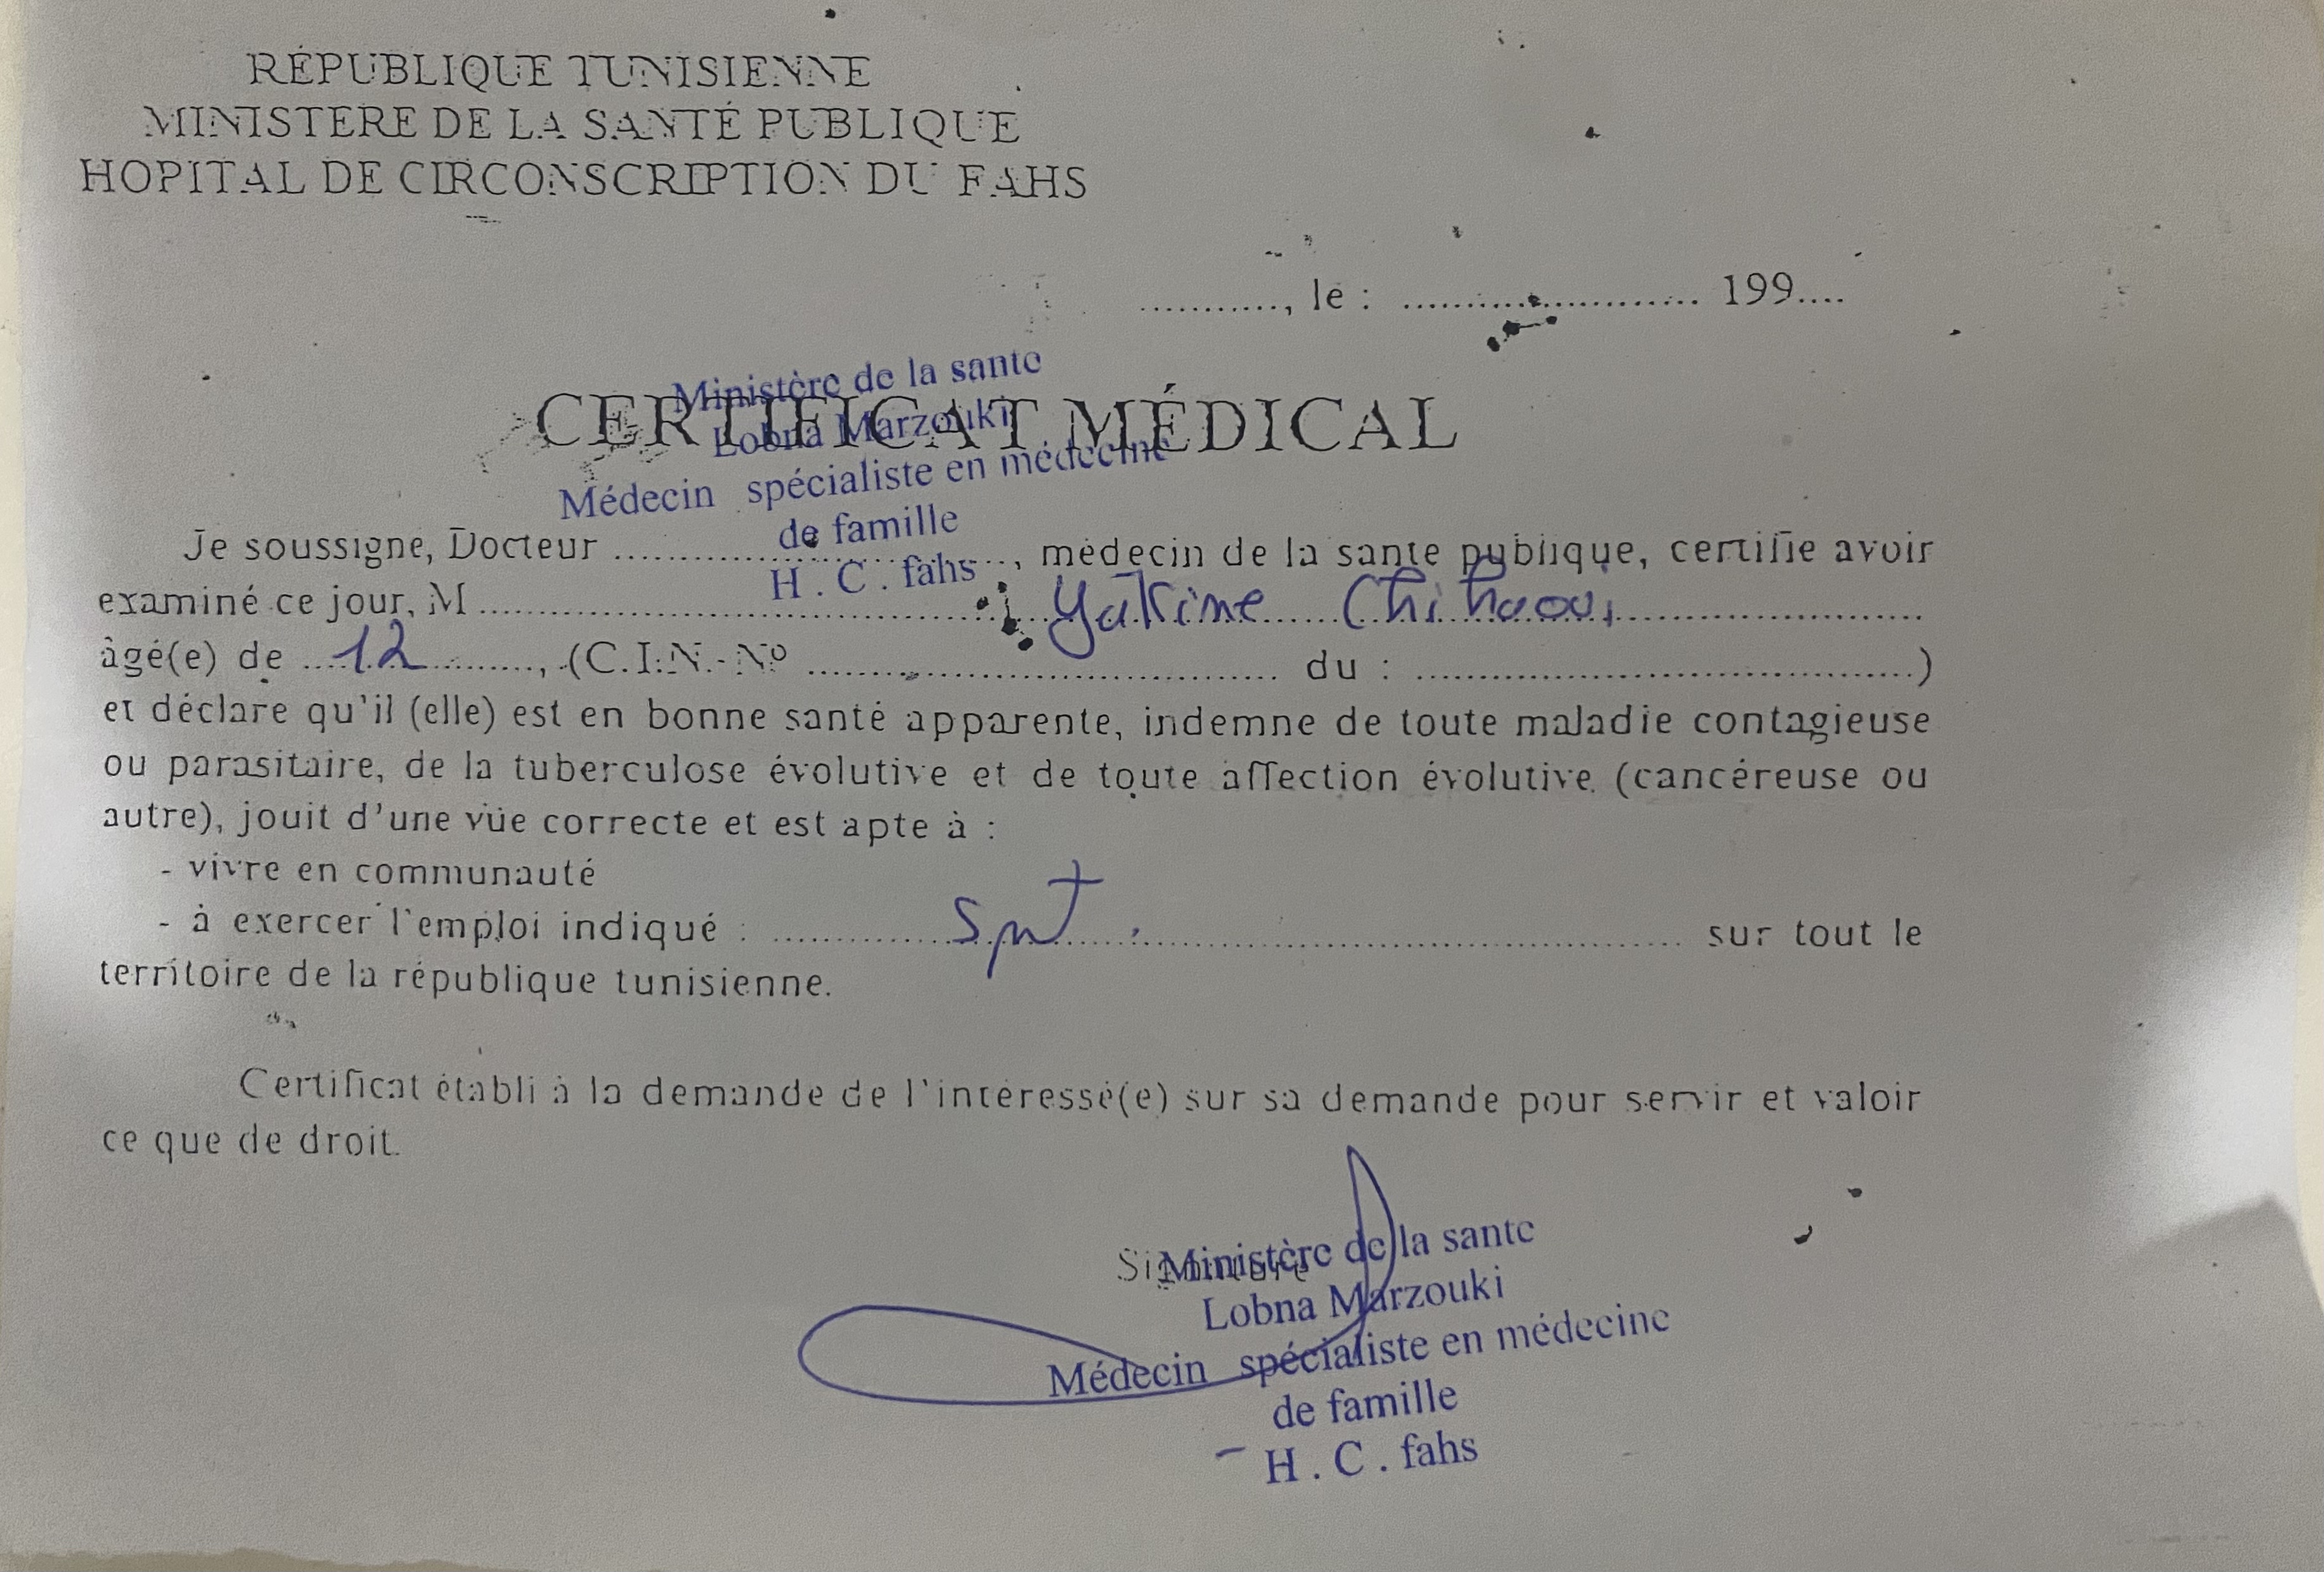 RÉPUBLIQUE TUNISIENNE
MINISTERE DE LA SANTÉ PUBLIQUE
HOPITAL DE CIRCONSCRIPTION DU FAHS
..........., le : ........................ 199....
Ministère de la sante
CERTIFICAT MÉDICAL
Lobna Marzouki
Médecin spécialiste en médecine
de famille
Je soussigne, Docteur ..............................., médecin de la sante publique, certifie avoir
H . C . fahs
examiné ce jour, M .................... Chihaoui ....................
âgé(e) de ....12........., (C.I.N.- Nº ...................................... du : ........................................)
et déclare qu'il (elle) est en bonne santé apparente, indemne de toute maladie contagieuse
ou parasitaire, de la tuberculose évolutive et de toute affection évolutive (cancéreuse ou
autre), jouit d'une vüe correcte et est apte à :
- vivre en communauté
- à exercer l'emploi indiqué : .................................... sur tout le
territoire de la république tunisienne.
Certificat établi à la demande de l'intéressé(e) sur sa demande pour servir et valoir
ce que de droit.
Ministère de la sante
Lobna Marzouki
Médecin spécialiste en médecine
de famille
H . C . fahs